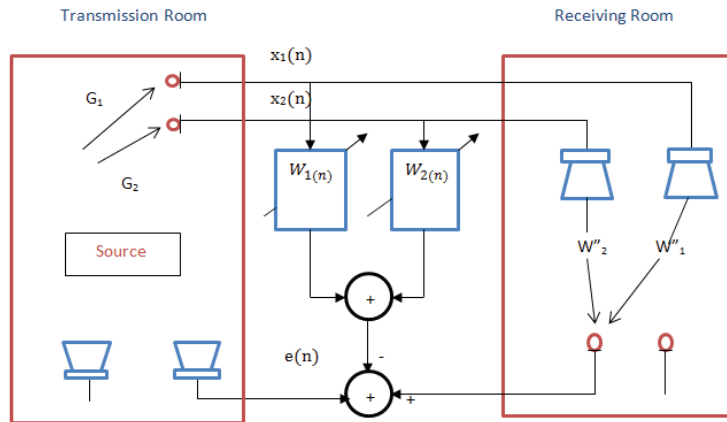 Transmission Room
Receiving Room
x₁(n)
G₁
x₂(n)
G₂
W₁₍ₙ₎
W₂₍ₙ₎
Source
W"₂
W"₁
+
e(n)
-
+
+